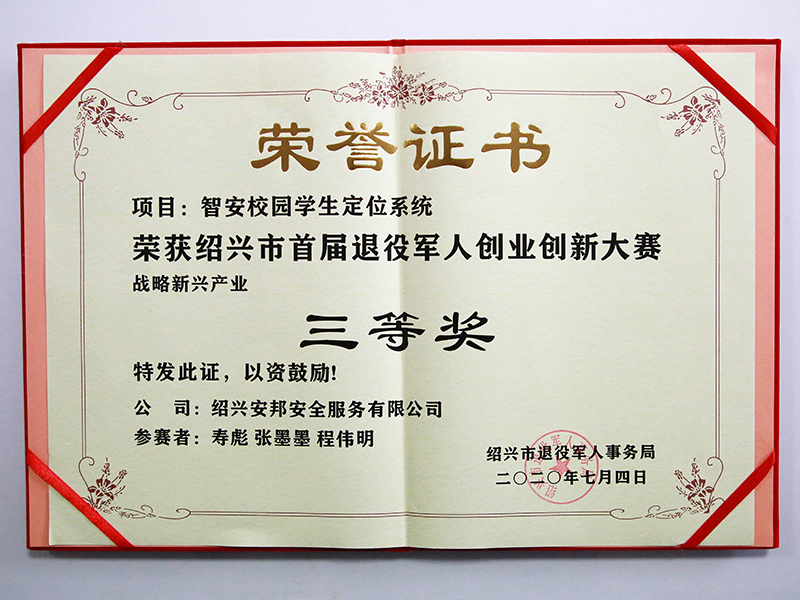 荣誉证书
项目：智安校园学生定位系统
荣获绍兴市首届退役军人创业创新大赛
战略新兴产业
三等奖
特发此证，以资鼓励！
公 司：绍兴安邦安全服务有限公司
参赛者：寿彪 张墨墨 程伟明
绍兴市退役军人事务局
二〇二〇年七月四日